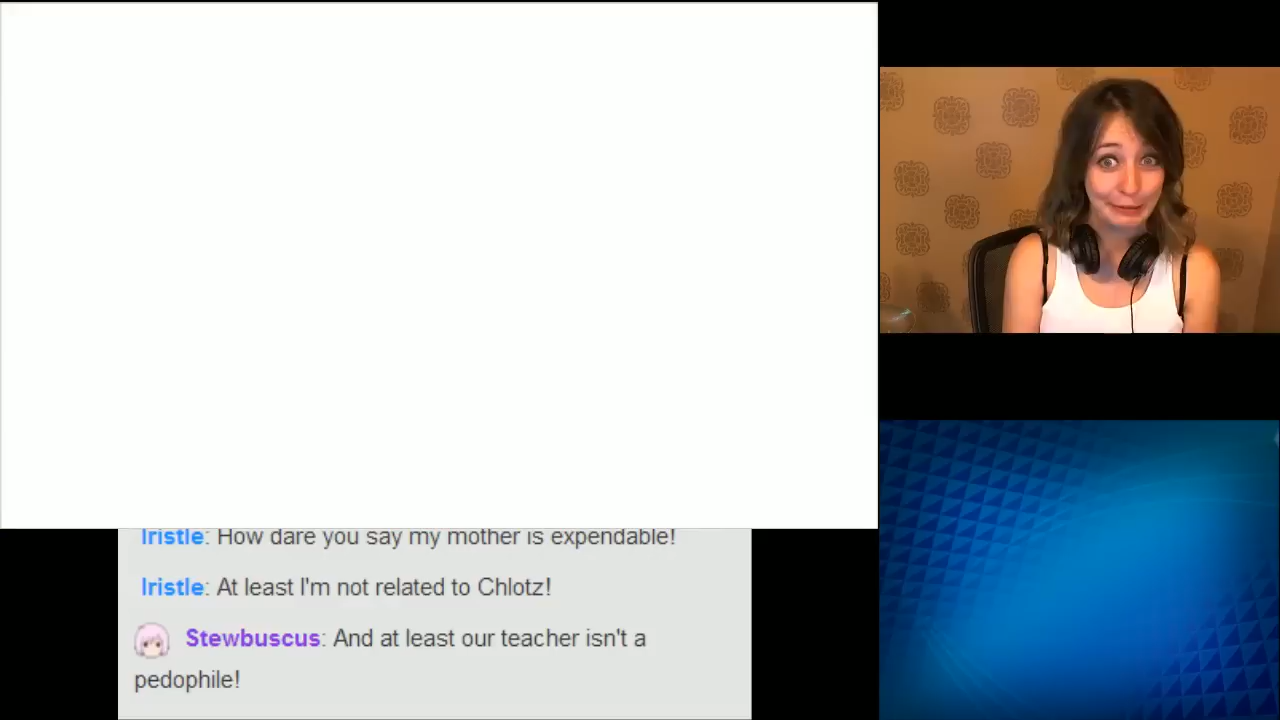 Iristle: How dare you say my mother is expendable!
Iristle: At least I'm not related to Chlotz!
Stewbuscus: And at least our teacher isn't a
pedophile!